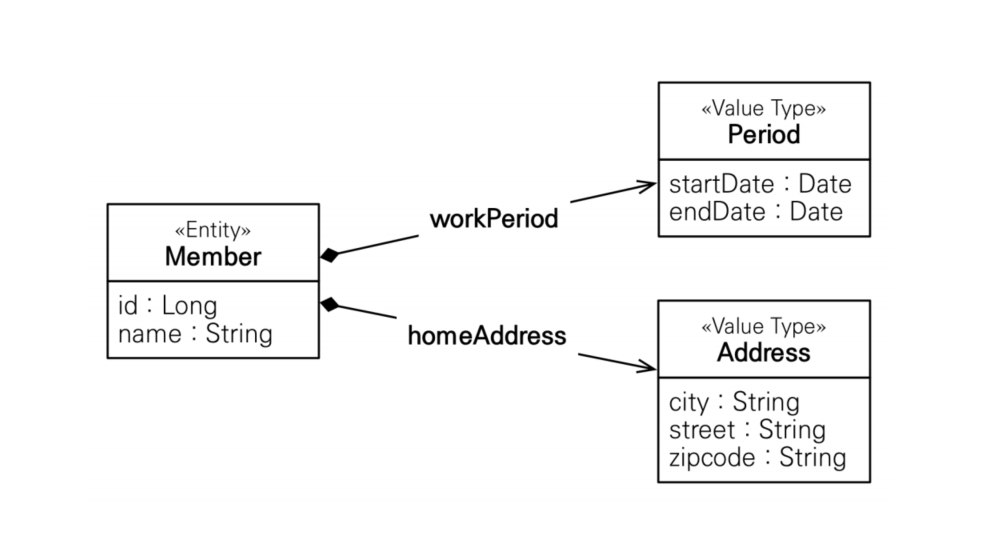 «Entity»
Member
id : Long
name : String
workPeriod
homeAddress
«Value Type»
Period
startDate : Date
endDate : Date
«Value Type»
Address
city : String
street : String
zipcode : String